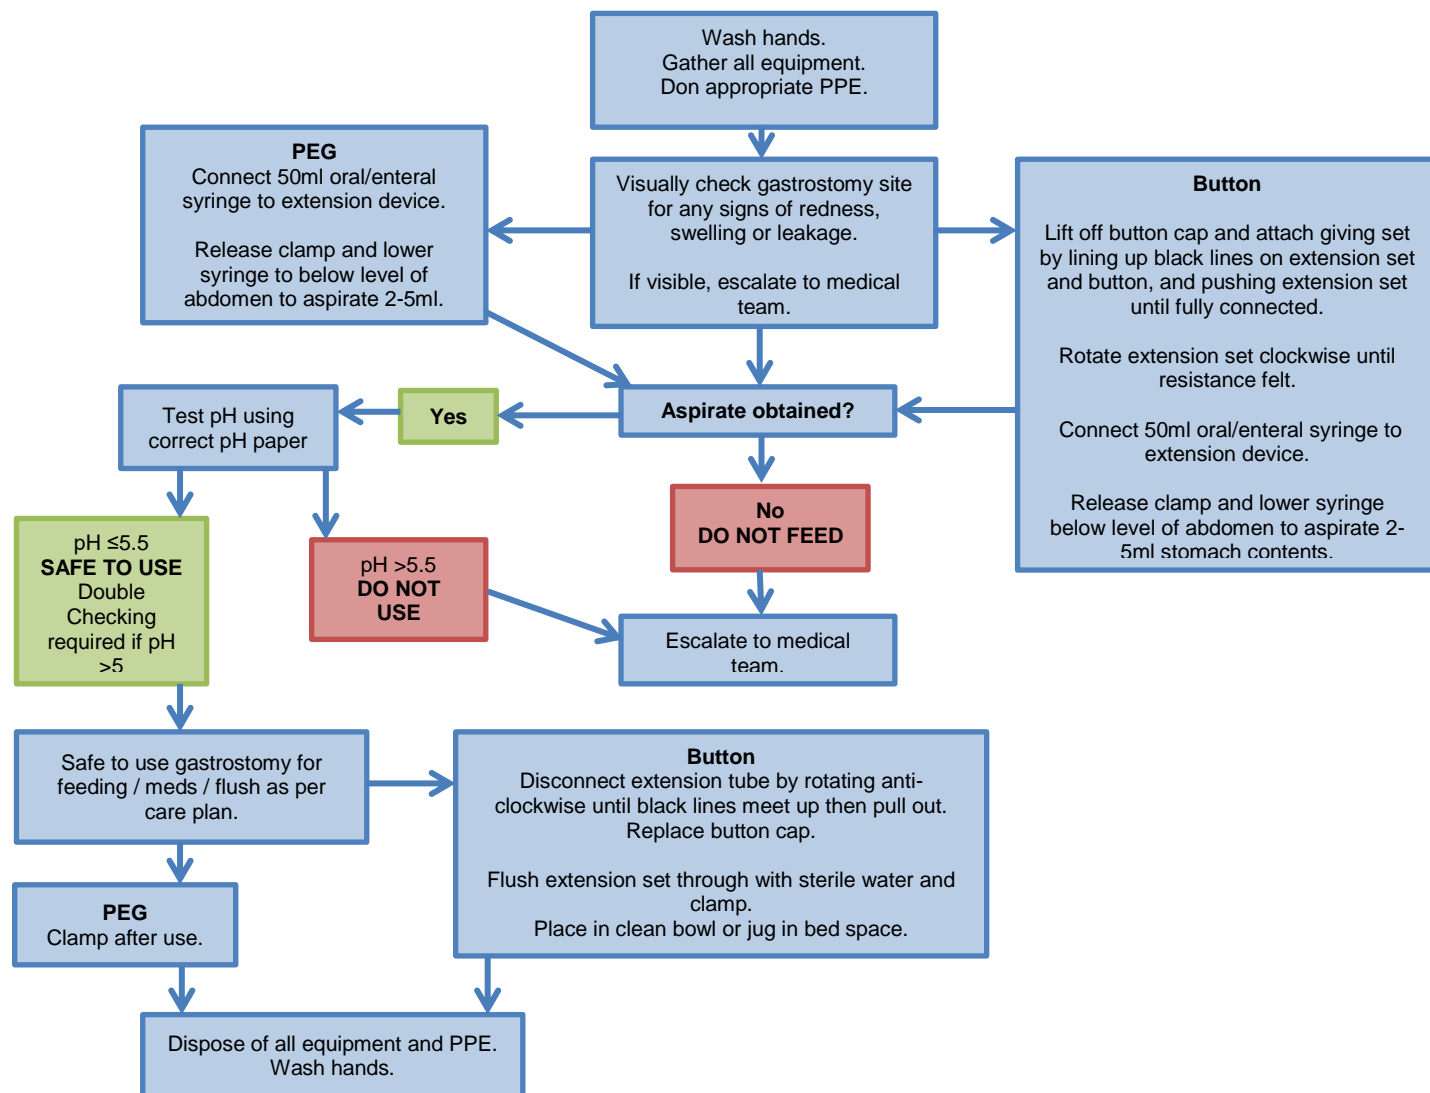 Wash hands.
Gather all equipment.
Don appropriate PPE.
PEG
Connect 50ml oral/enteral
syringe to extension device.
Release clamp and lower
syringe to below level of
abdomen to aspirate 2-5ml.
Visually check gastrostomy site
for any signs of redness,
swelling or leakage.
If visible, escalate to medical
team.
Button
Lift off button cap and attach giving set
by lining up black lines on extension set
and button, and pushing extension set
until fully connected.
Rotate extension set clockwise until
resistance felt.
Connect 50ml oral/enteral syringe to
extension device.
Release clamp and lower syringe
below level of abdomen to aspirate 2-
5ml stomach contents.
Aspirate obtained?
Yes
Test pH using
correct pH paper
No
DO NOT FEED
pH ≤5.5
SAFE TO USE
Double
Checking
required if pH
>5
pH >5.5
DO NOT
USE
Escalate to medical
team.
Safe to use gastrostomy for
feeding / meds / flush as per
care plan.
Button
Disconnect extension tube by rotating anti-
clockwise until black lines meet up then pull out.
Replace button cap.
Flush extension set through with sterile water and
clamp.
Place in clean bowl or jug in bed space.
PEG
Clamp after use.
Dispose of all equipment and PPE.
Wash hands.